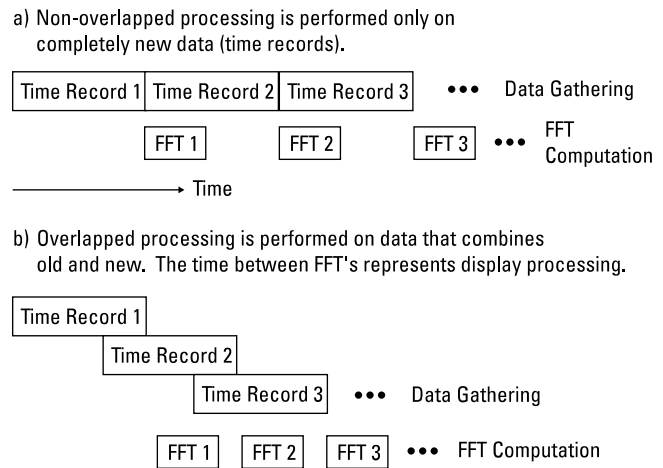 a) Non-overlapped processing is performed only on
completely new data (time records).
Time Record 1 Time Record 2 Time Record 3 ••• Data Gathering
FFT 1 FFT 2 FFT 3 ••• FFT
Computation
Time
b) Overlapped processing is performed on data that combines
old and new. The time between FFT's represents display processing.
Time Record 1
Time Record 2
Time Record 3 ••• Data Gathering
FFT 1 FFT 2 FFT 3 ••• FFT Computation